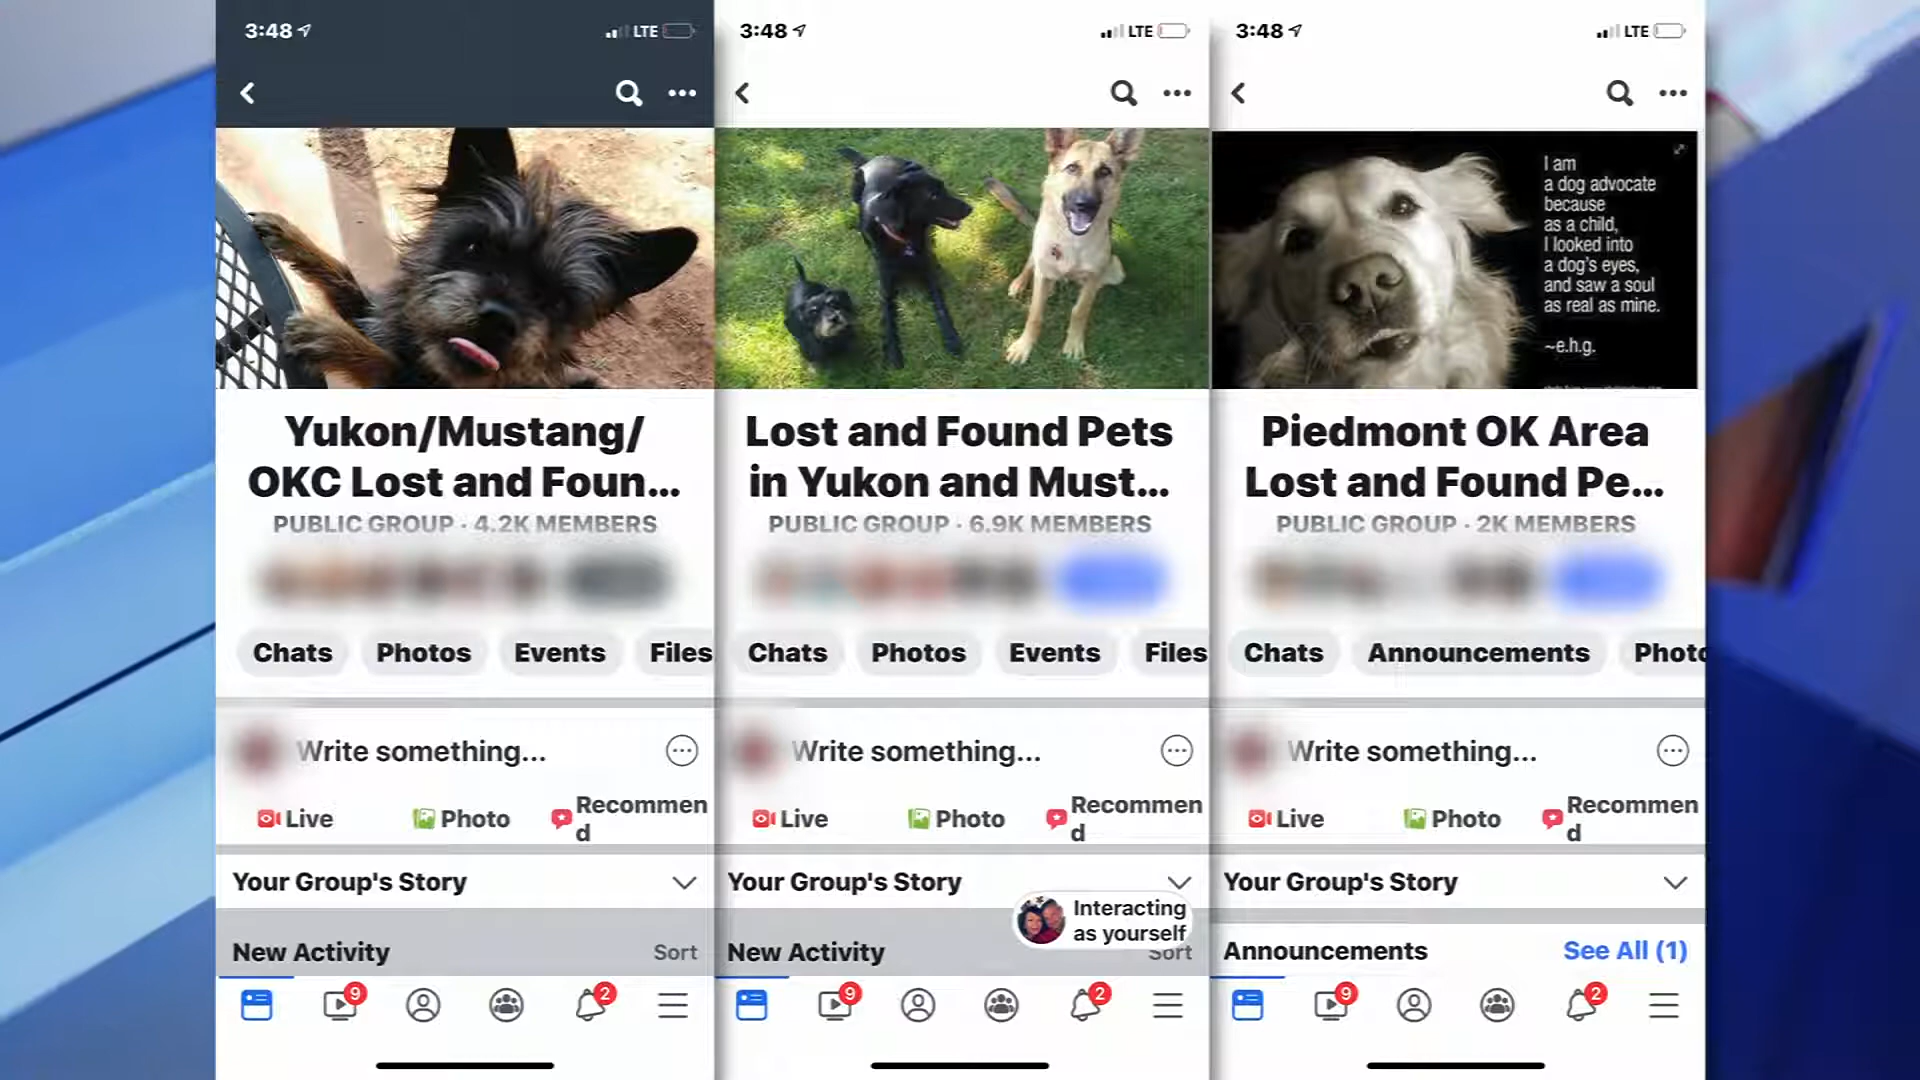 3:48
LTE
Yukon/Mustang/
OKC Lost and Foun...
PUBLIC GROUP · 4.2K MEMBERS
Chats
Photos
Events
Files
Write something...
Live
Photo
Recommen
d
Your Group's Story
New Activity
Sort
9
2
3:48
LTE
Lost and Found Pets
in Yukon and Must...
PUBLIC GROUP · 6.9K MEMBERS
Chats
Photos
Events
Files
Write something...
Live
Photo
Recommen
d
Your Group's Story
Interacting
as yourself
New Activity
Sort
9
2
3:48
LTE
I am
a dog advocate
because
as a child,
I looked into
a dog's eyes,
and saw a soul
as real as mine.
~e.h.g.
Piedmont OK Area
Lost and Found Pe...
PUBLIC GROUP · 2K MEMBERS
Chats
Announcements
Photo
Write something...
Live
Photo
Recommen
d
Your Group's Story
Announcements
See All (1)
9
2